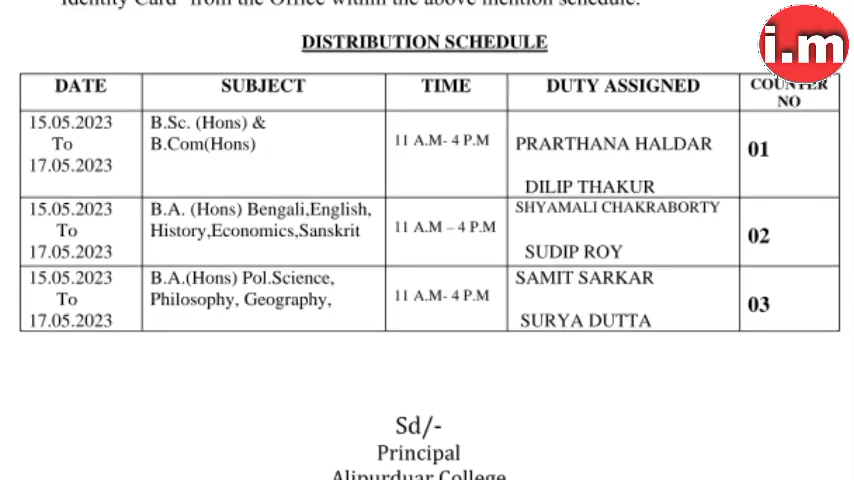 Identity Card" from the Office within the above mention schedule.
DISTRIBUTION SCHEDULE
i.m
DATE SUBJECT TIME DUTY ASSIGNED COUNTER NO
15.05.2023
To
17.05.2023
B.Sc. (Hons) &
B.Com(Hons)
11 A.M- 4 P.M
PRARTHANA HALDAR
DILIP THAKUR
01
15.05.2023
To
17.05.2023
B.A. (Hons) Bengali,English,
History,Economics,Sanskrit
11 A.M – 4 P.M
SHYAMALI CHAKRABORTY
SUDIP ROY
02
15.05.2023
To
17.05.2023
B.A.(Hons) Pol.Science,
Philosophy, Geography,
11 A.M- 4 P.M
SAMIT SARKAR
SURYA DUTTA
03
Sd/-
Principal
Alipurduar College